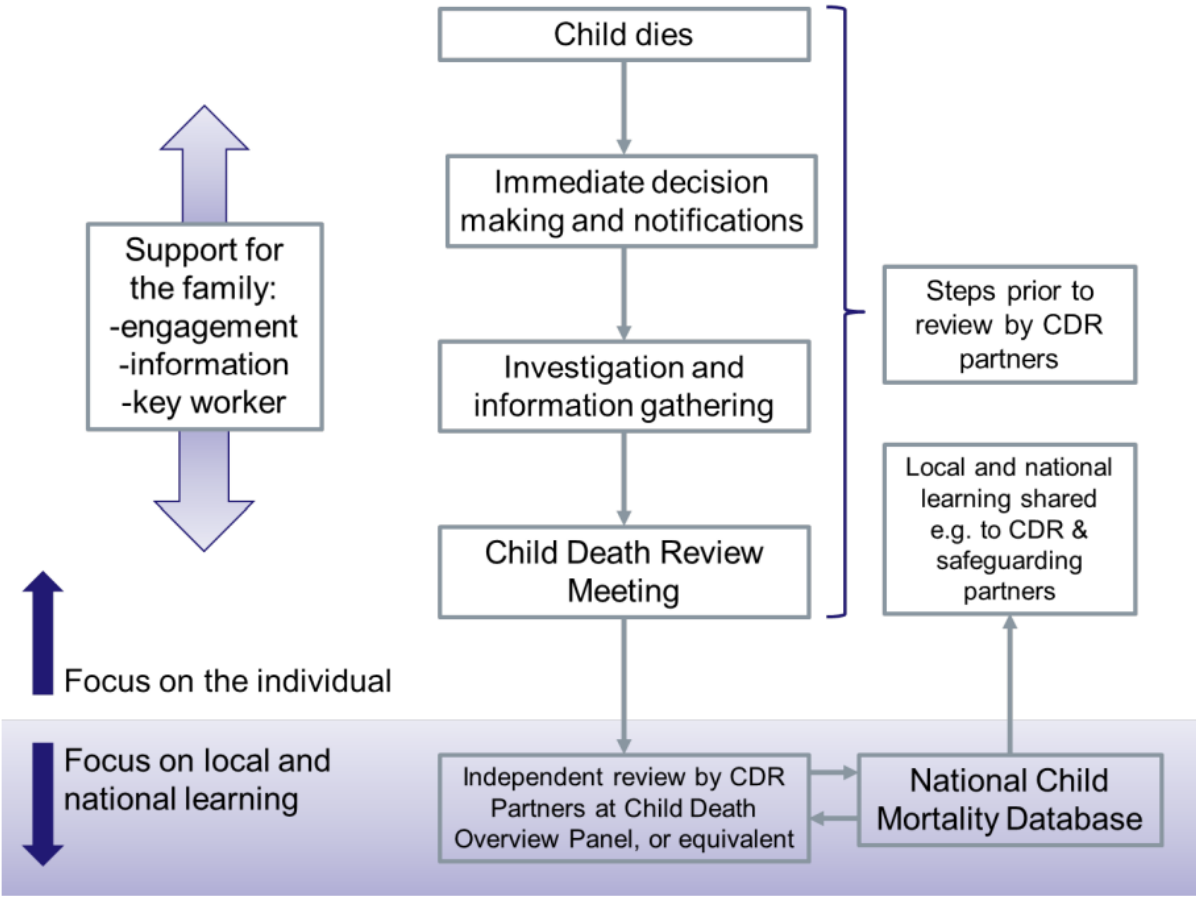 Child dies
Immediate decision
making and notifications
Support for
the family:
-engagement
-information
-key worker
Steps prior to
review by CDR
partners
Investigation and
information gathering
Local and national
learning shared
e.g. to CDR &
safeguarding
partners
Child Death Review
Meeting
Focus on the individual
Focus on local and
national learning
Independent review by CDR
Partners at Child Death
Overview Panel, or equivalent
National Child
Mortality Database